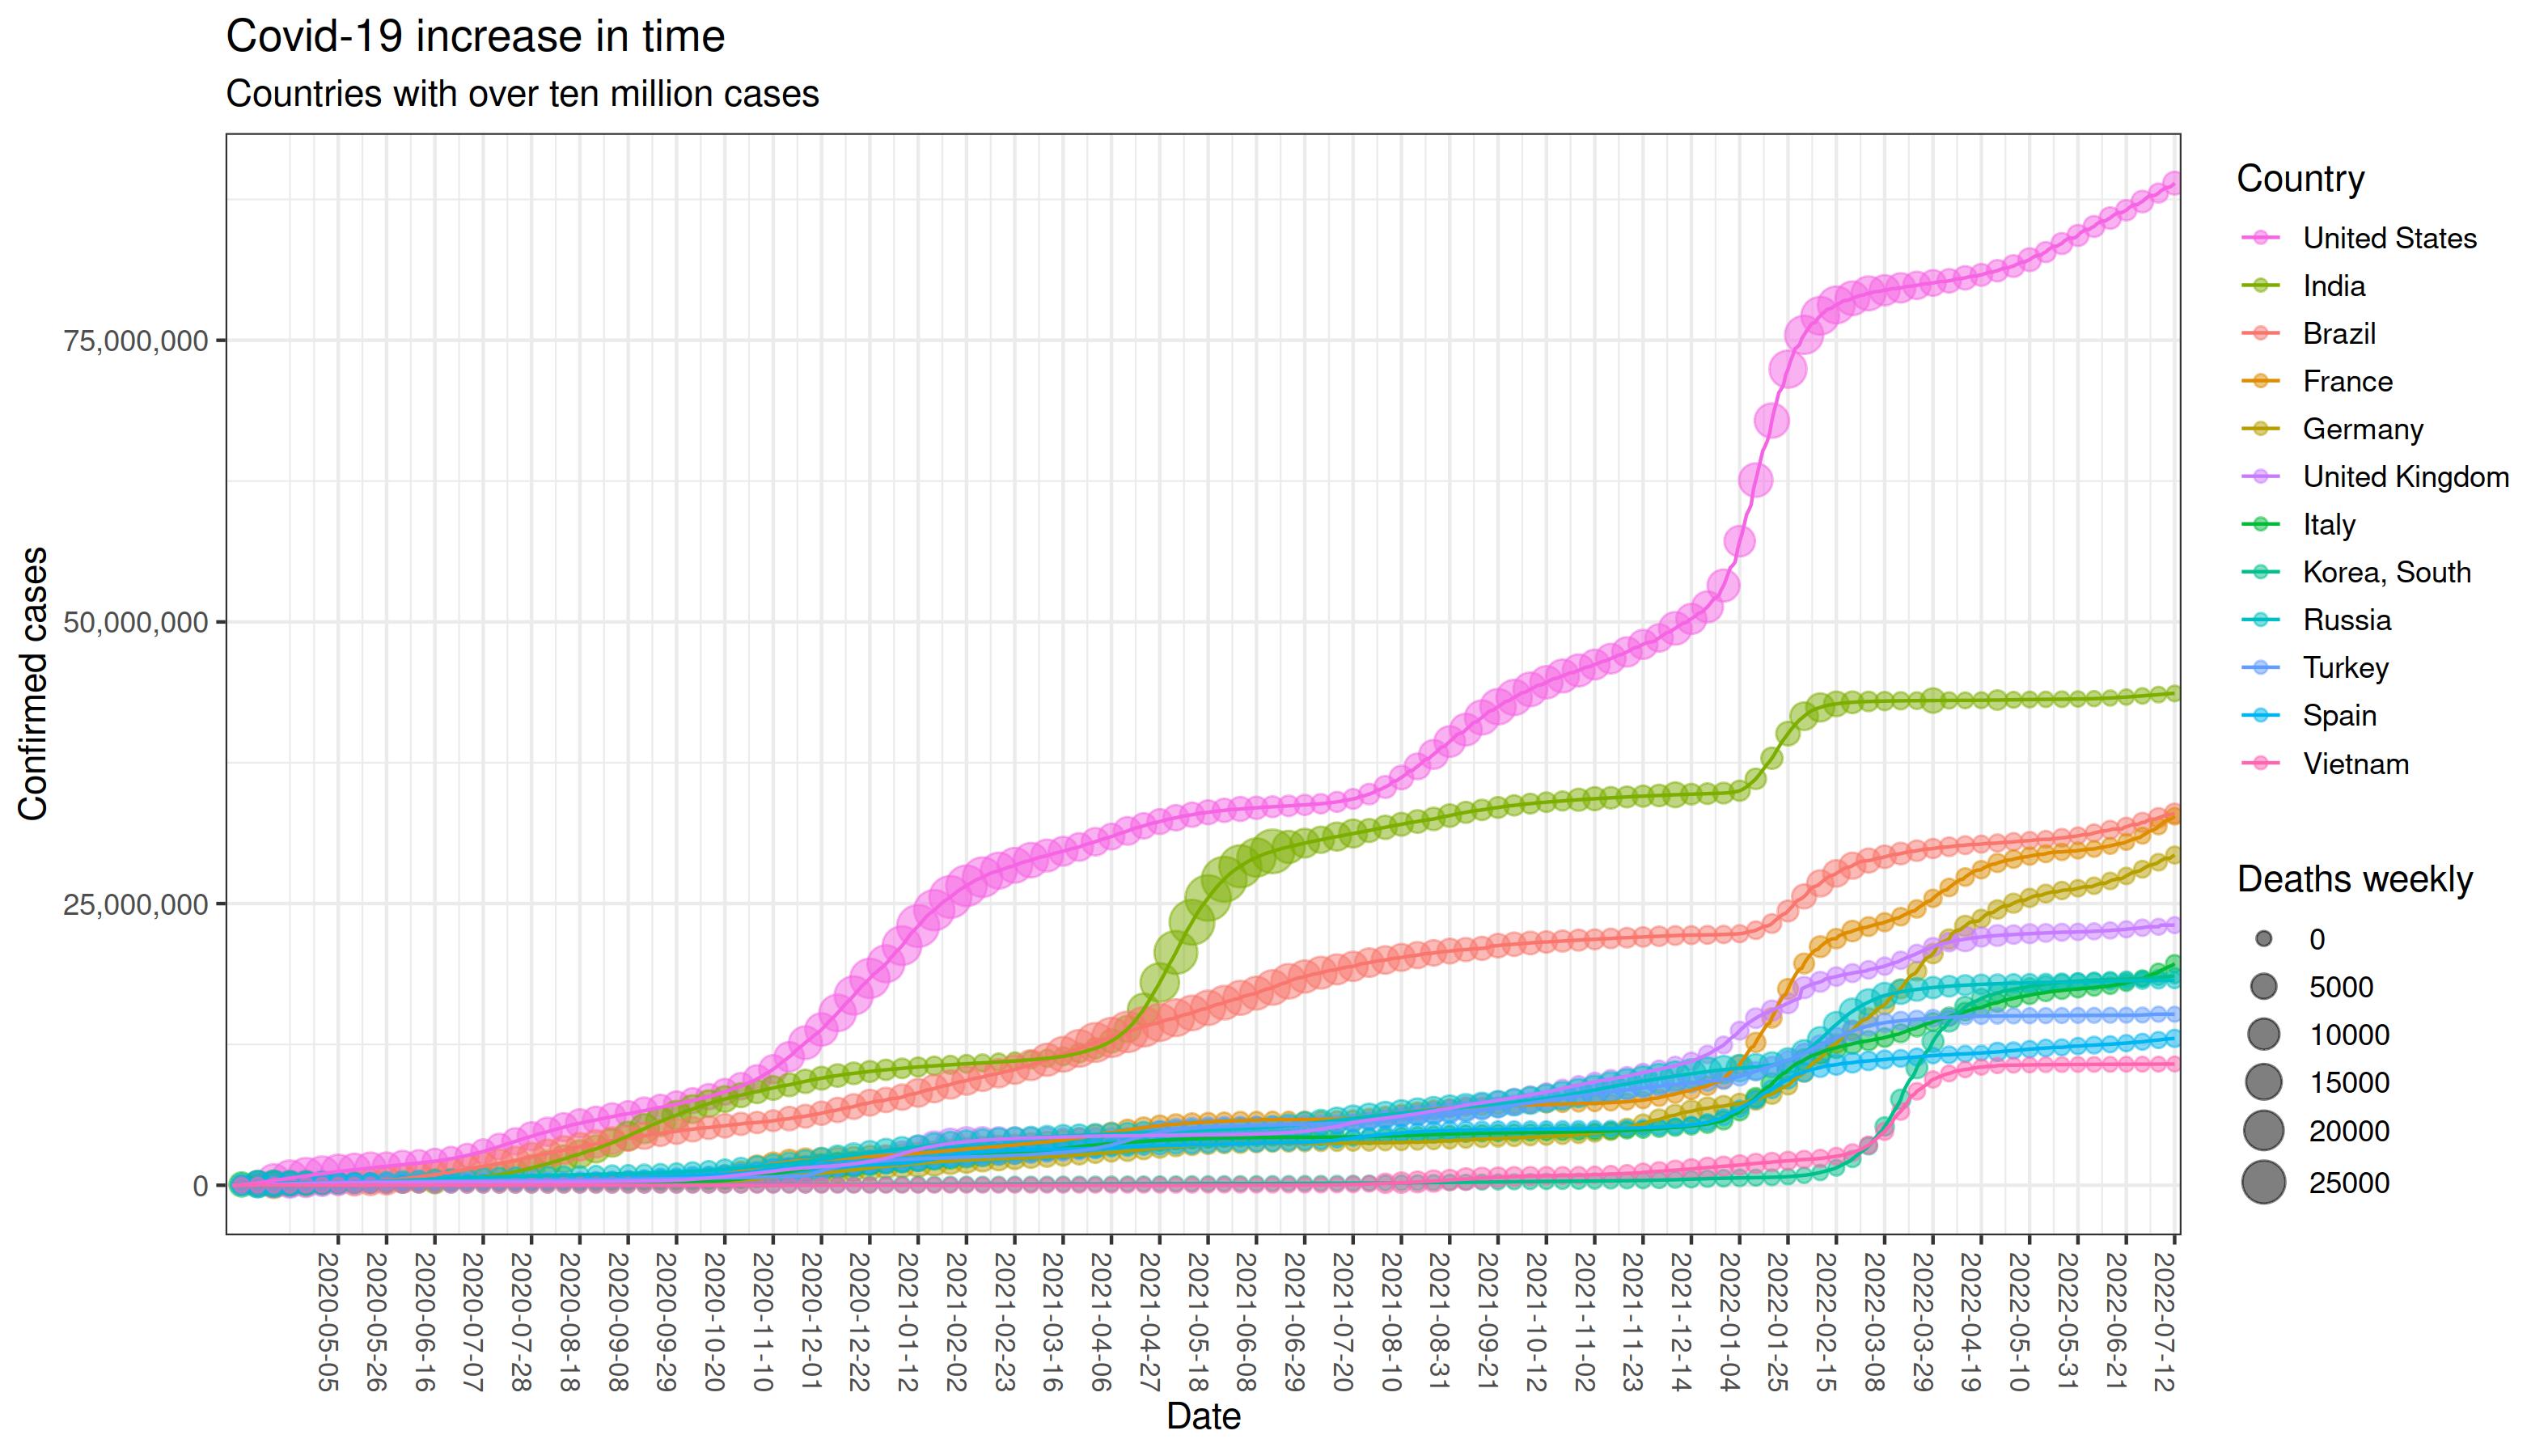 Covid-19 increase in time
Countries with over ten million cases
Confirmed cases
75,000,000
50,000,000
25,000,000
0
2020-05-05
2020-05-26
2020-06-16
2020-07-07
2020-07-28
2020-08-18
2020-09-08
2020-09-29
2020-10-20
2020-11-10
2020-12-01
2020-12-22
2021-01-12
2021-02-02
2021-02-23
2021-03-16
2021-04-06
2021-04-27
2021-05-18
2021-06-08
2021-06-29
2021-07-20
2021-08-10
2021-08-31
2021-09-21
2021-10-12
2021-11-02
2021-11-23
2021-12-14
2022-01-04
2022-01-25
2022-02-15
2022-03-08
2022-03-29
2022-04-19
2022-05-10
2022-05-31
2022-06-21
2022-07-12
Date
Country
United States
India
Brazil
France
Germany
United Kingdom
Italy
Korea, South
Russia
Turkey
Spain
Vietnam
Deaths weekly
0
5000
10000
15000
20000
25000